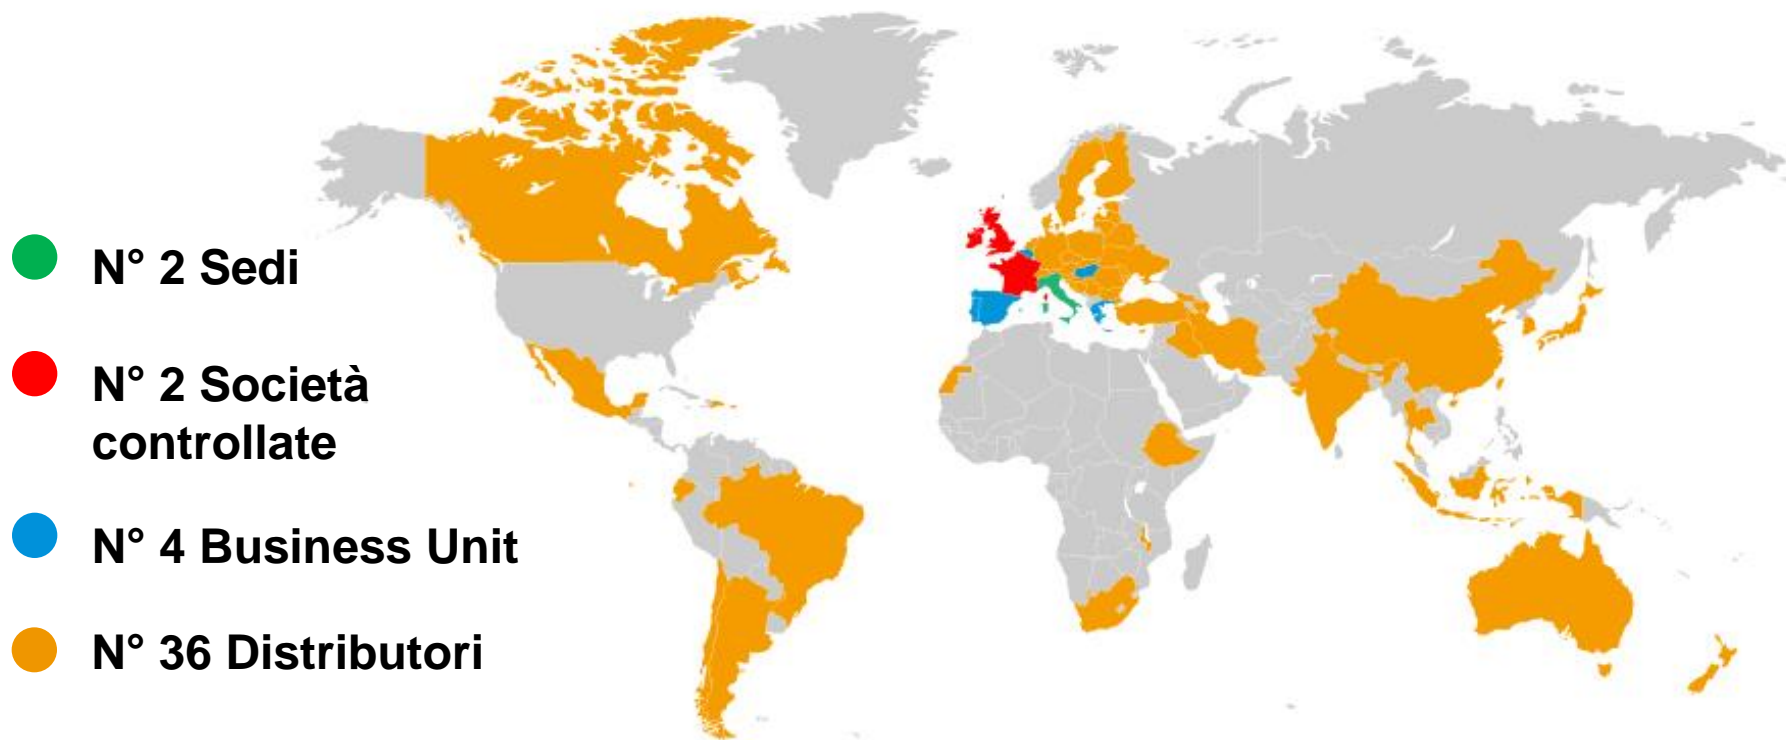 N° 2 Sedi
N° 2 Società
controllate
N° 4 Business Unit
N° 36 Distributori